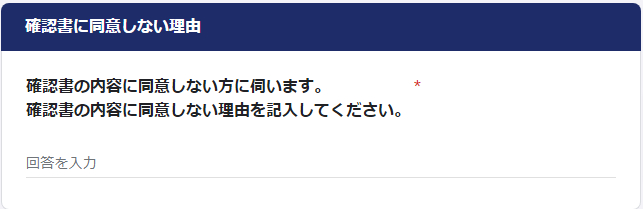 確認書に同意しない理由
確認書の内容に同意しない方に伺います。 *
確認書の内容に同意しない理由を記入してください。
回答を入力